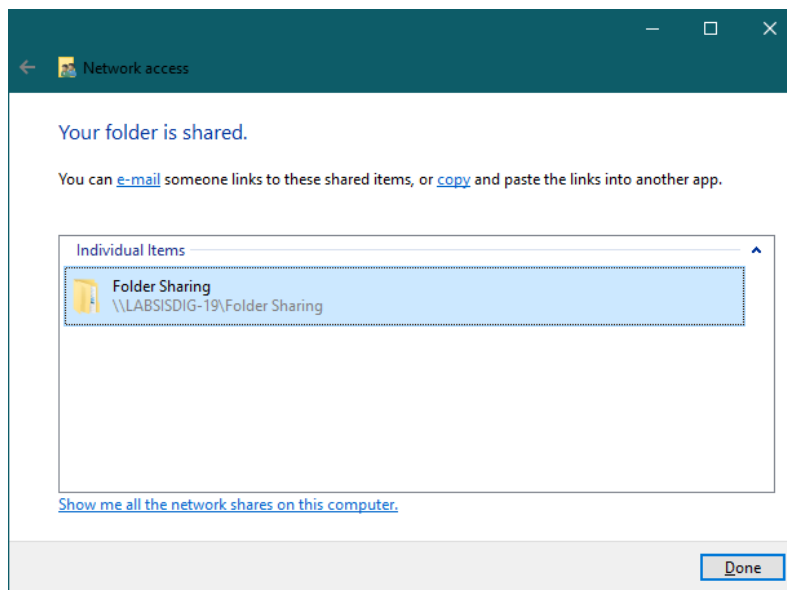 Network access
Your folder is shared.
You can e-mail someone links to these shared items, or copy and paste the links into another app.
Individual Items
Folder Sharing
\\LABSISDIG-19\Folder Sharing
Show me all the network shares on this computer.
Done